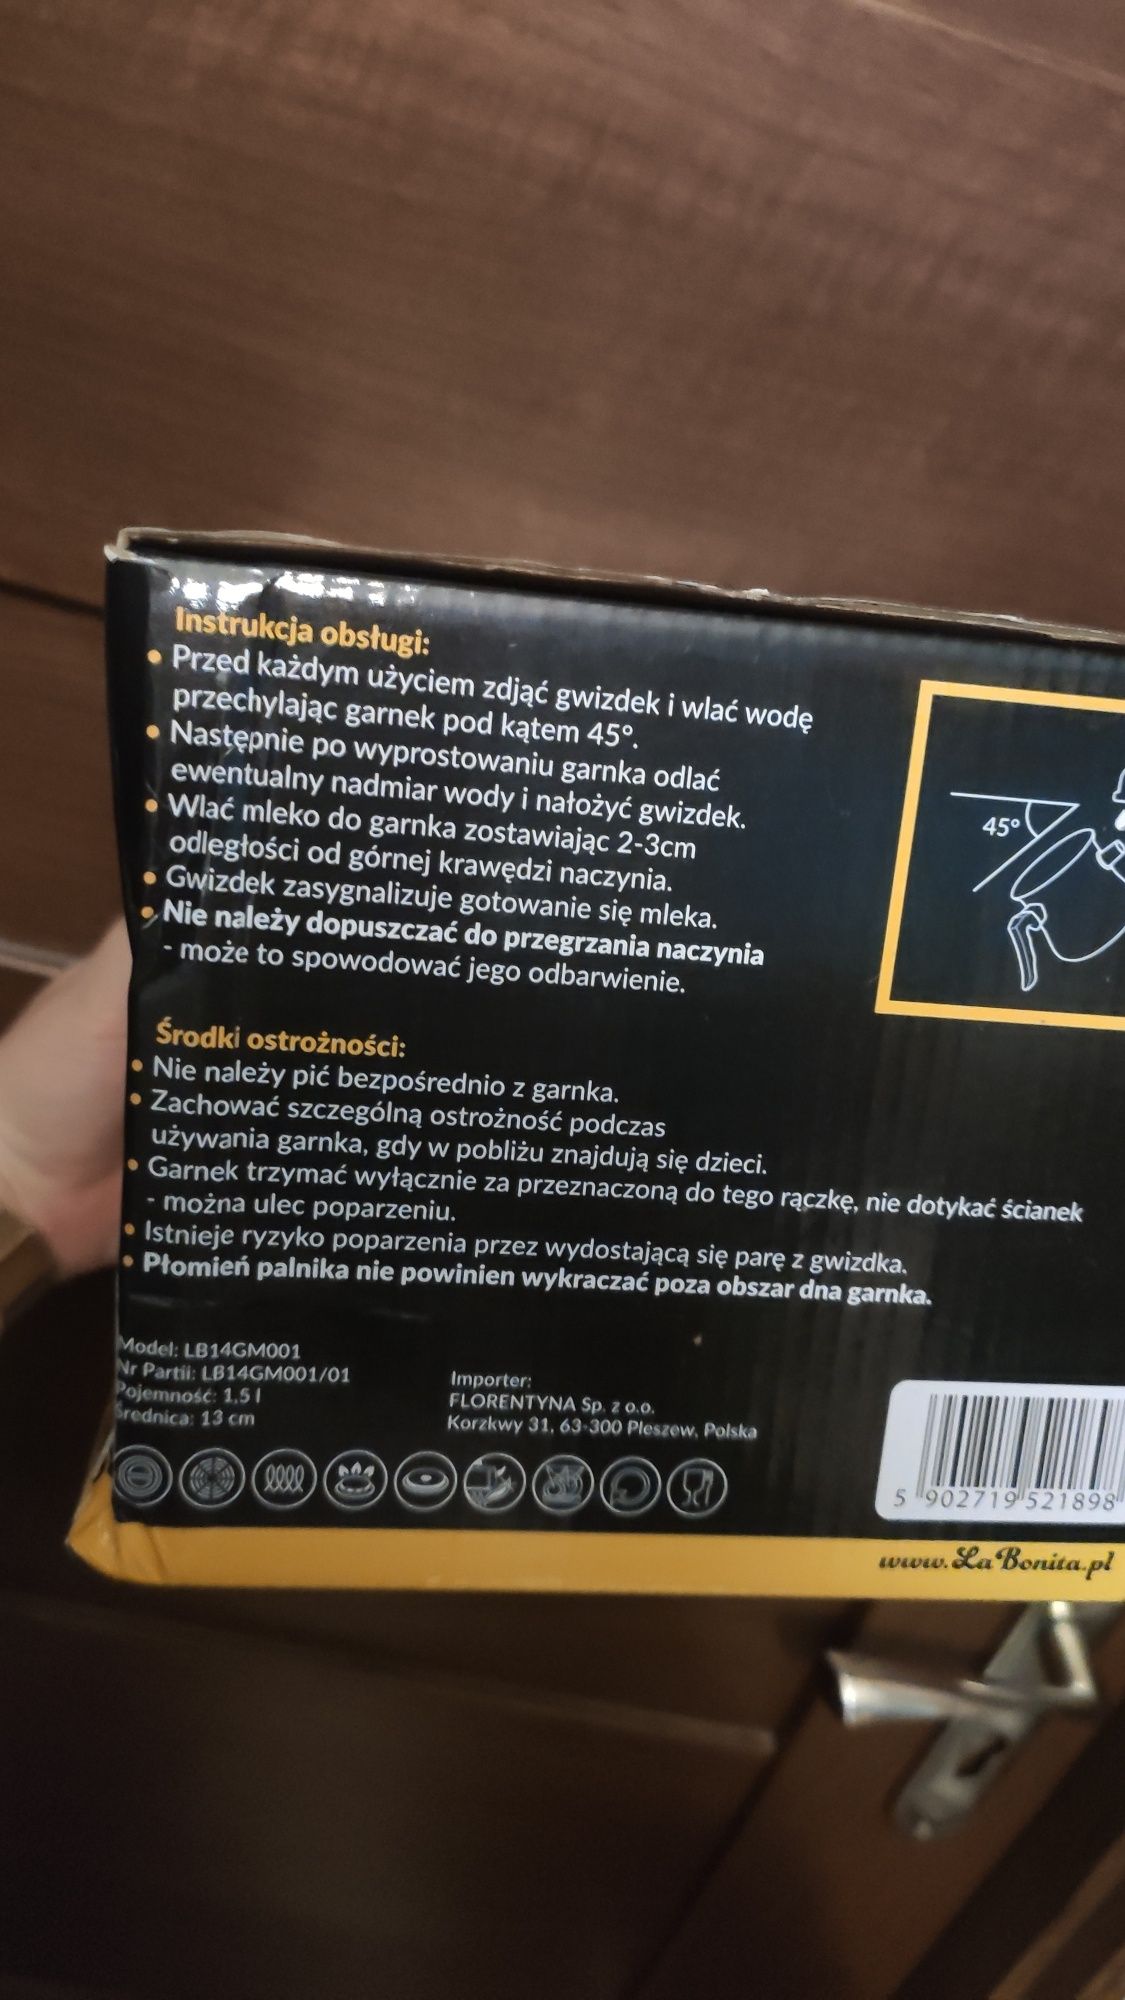 Instrukcja obsługi:
• Przed każdym użyciem zdjąć gwizdek i wlać wodę
przechylając garnek pod kątem 45°.
• Następnie po wyprostowaniu garnka odlać
ewentualny nadmiar wody i nałożyć gwizdek.
• Wlać mleko do garnka zostawiając 2-3cm
odległości od górnej krawędzi naczynia.
• Gwizdek zasygnalizuje gotowanie się mleka.
• Nie należy dopuszczać do przegrzania naczynia
- może to spowodować jego odbarwienie.
45°
Środki ostrożności:
• Nie należy pić bezpośrednio z garnka.
• Zachować szczególną ostrożność podczas
używania garnka, gdy w pobliżu znajdują się dzieci.
• Garnek trzymać wyłącznie za przeznaczoną do tego rączkę, nie dotykać ścianek
- można ulec poparzeniu.
• Istnieje ryzyko poparzenia przez wydostającą się parę z gwizdka.
• Płomień palnika nie powinien wykraczać poza obszar dna garnka.
Model: LB14GM001
Nr Partii: LB14GM001/01
Pojemność: 1,5 l
Średnica: 13 cm
Importer:
FLORENTYNA Sp. z o.o.
Korzkwy 31, 63-300 Pleszew, Polska
5 902719 521898
www.LaBonita.pl